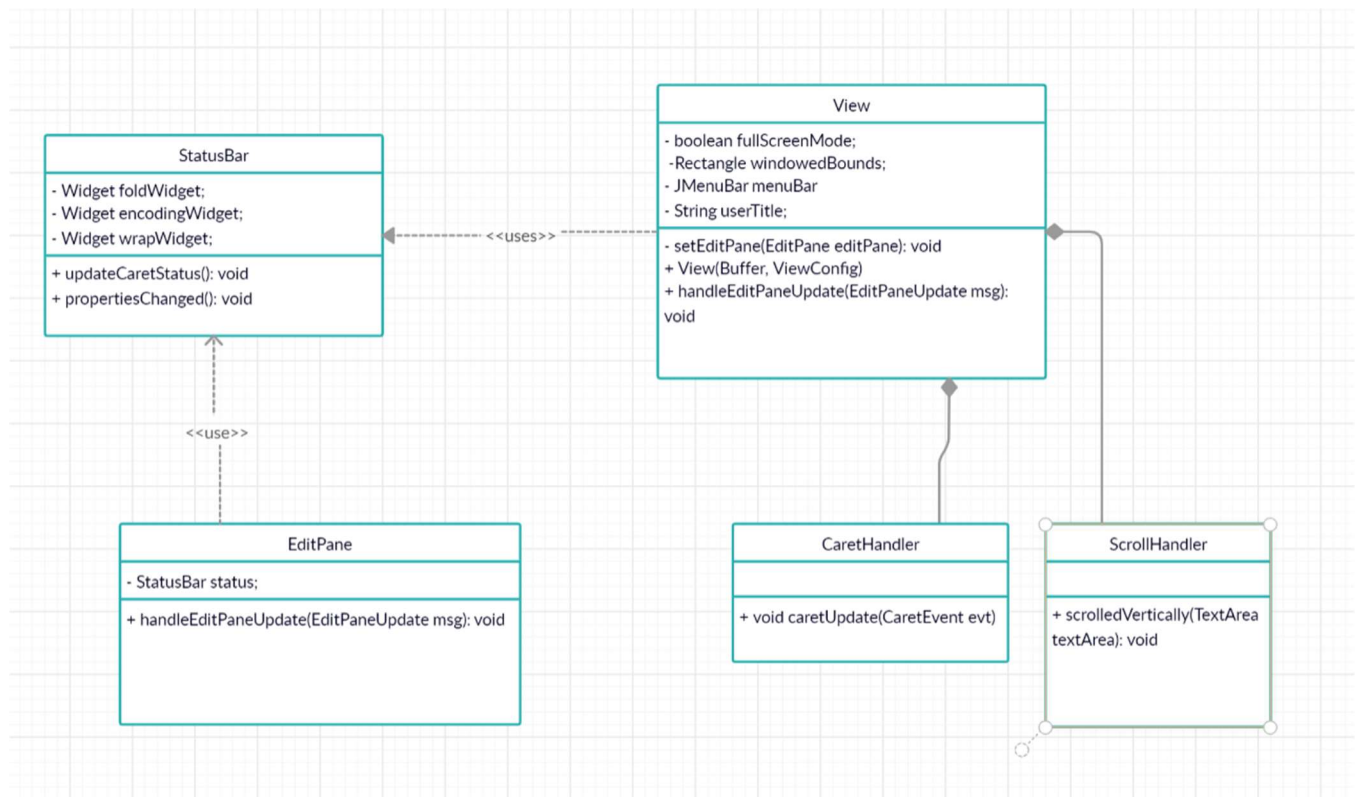 View
- boolean fullScreenMode;
-Rectangle windowedBounds;
- JMenuBar menuBar
- String userTitle;
- setEditPane(EditPane editPane): void
+ View(Buffer, ViewConfig)
+ handleEditPaneUpdate(EditPaneUpdate msg):
void
StatusBar
- Widget foldWidget;
- Widget encodingWidget;
- Widget wrapWidget;
+ updateCaretStatus(): void
+ propertiesChanged(): void
<<uses>>
<<use>>
EditPane
- StatusBar status;
+ handleEditPaneUpdate(EditPaneUpdate msg): void
CaretHandler
+ void caretUpdate(CaretEvent evt)
ScrollHandler
+ scrolledVertically(TextArea
textArea): void